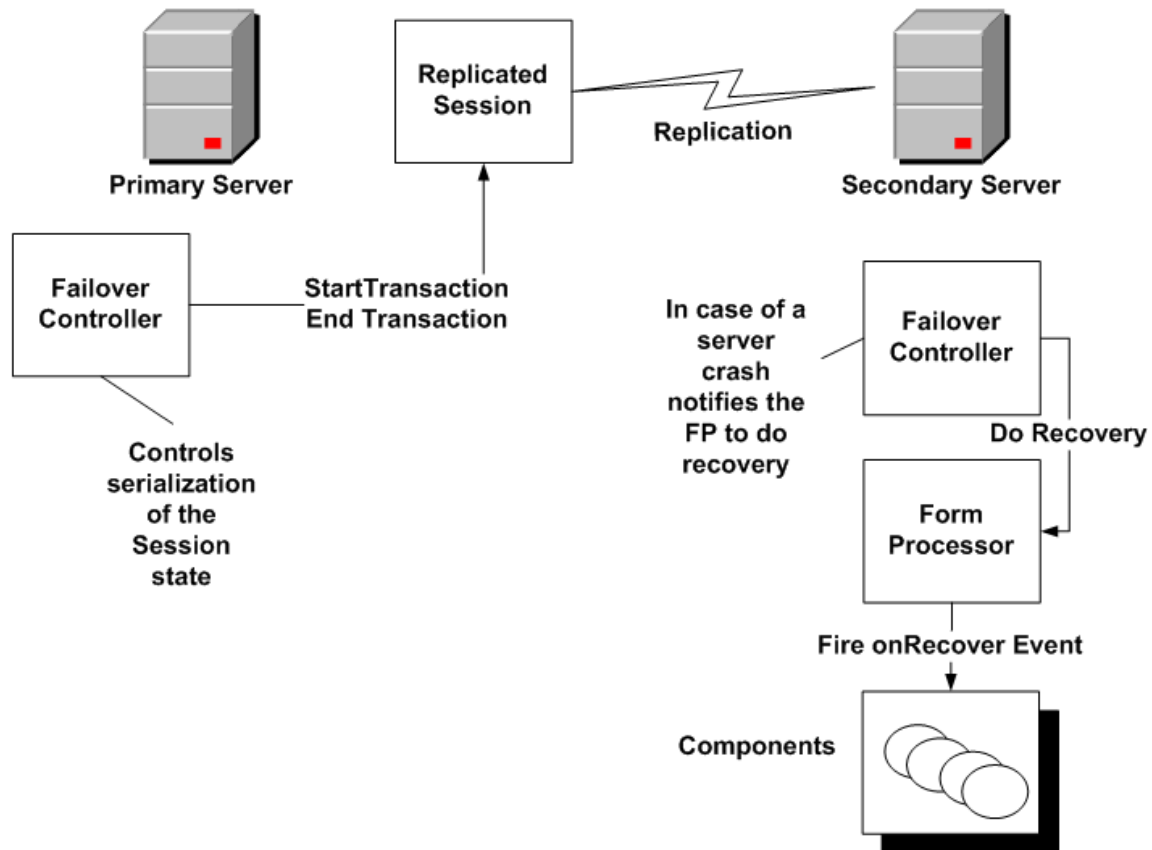 Replicated
Session
Replication
Primary Server
Secondary Server
Failover
Controller
StartTransaction
End Transaction
Controls
serialization
of the
Session
state
In case of a
server
crash
notifies the
FP to do
recovery
Failover
Controller
Do Recovery
Form
Processor
Fire onRecover Event
Components